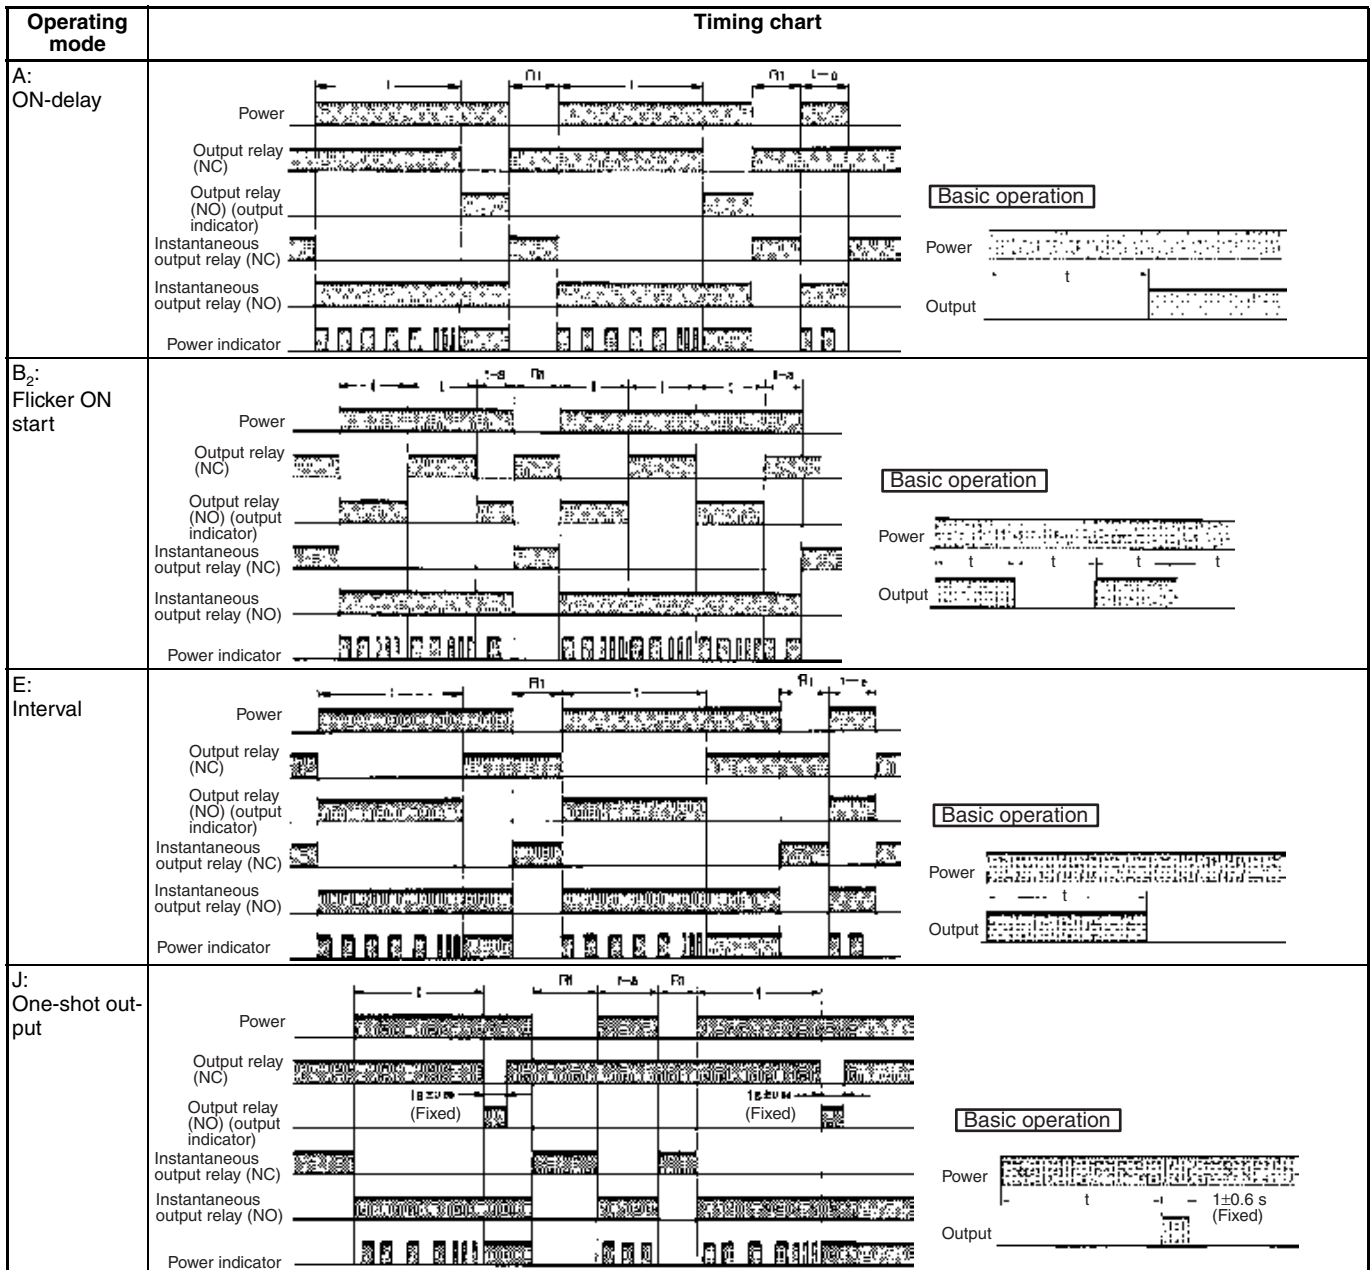 Operating
mode
Timing chart
A:
ON-delay
Power
Output relay
(NC)
Output relay
(NO) (output
indicator)
Instantaneous
output relay (NC)
Instantaneous
output relay (NO)
Power indicator
Basic operation
Power
t
Output
B2:
Flicker ON
start
Power
Output relay
(NC)
Output relay
(NO) (output
indicator)
Instantaneous
output relay (NC)
Instantaneous
output relay (NO)
Power indicator
Basic operation
Power
t t t t
Output
E:
Interval
Power
Output relay
(NC)
Output relay
(NO) (output
indicator)
Instantaneous
output relay (NC)
Instantaneous
output relay (NO)
Power indicator
Basic operation
Power
t
Output
J:
One-shot out-
put
Power
Output relay
(NC)
(Fixed) (Fixed)
Output relay
(NO) (output
indicator)
Instantaneous
output relay (NC)
Instantaneous
output relay (NO)
Power indicator
Basic operation
Power
t 1±0.6 s
(Fixed)
Output